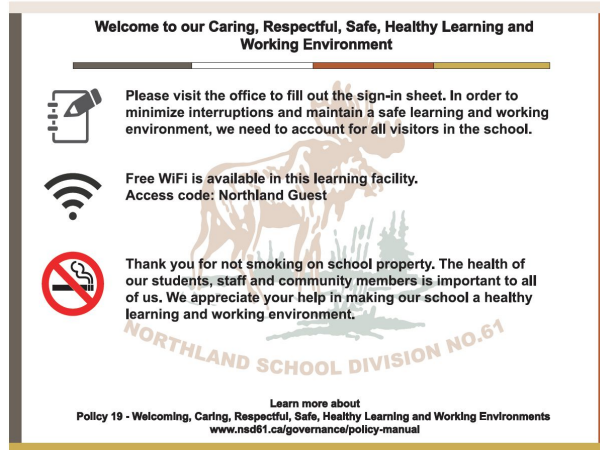 Welcome to our Caring, Respectful, Safe, Healthy Learning and
Working Environment
Please visit the office to fill out the sign-in sheet. In order to
minimize interruptions and maintain a safe learning and working
environment, we need to account for all visitors in the school.
Free WiFi is available in this learning facility.
Access code: Northland Guest
Thank you for not smoking on school property. The health of
our students, staff and community members is important to all
of us. We appreciate your help in making our school a healthy
learning and working environment.
NORTHLAND SCHOOL DIVISION NO.61
Learn more about
Policy 19 - Welcoming, Caring, Respectful, Safe, Healthy Learning and Working Environments
www.nsd61.ca/governance/policy-manual